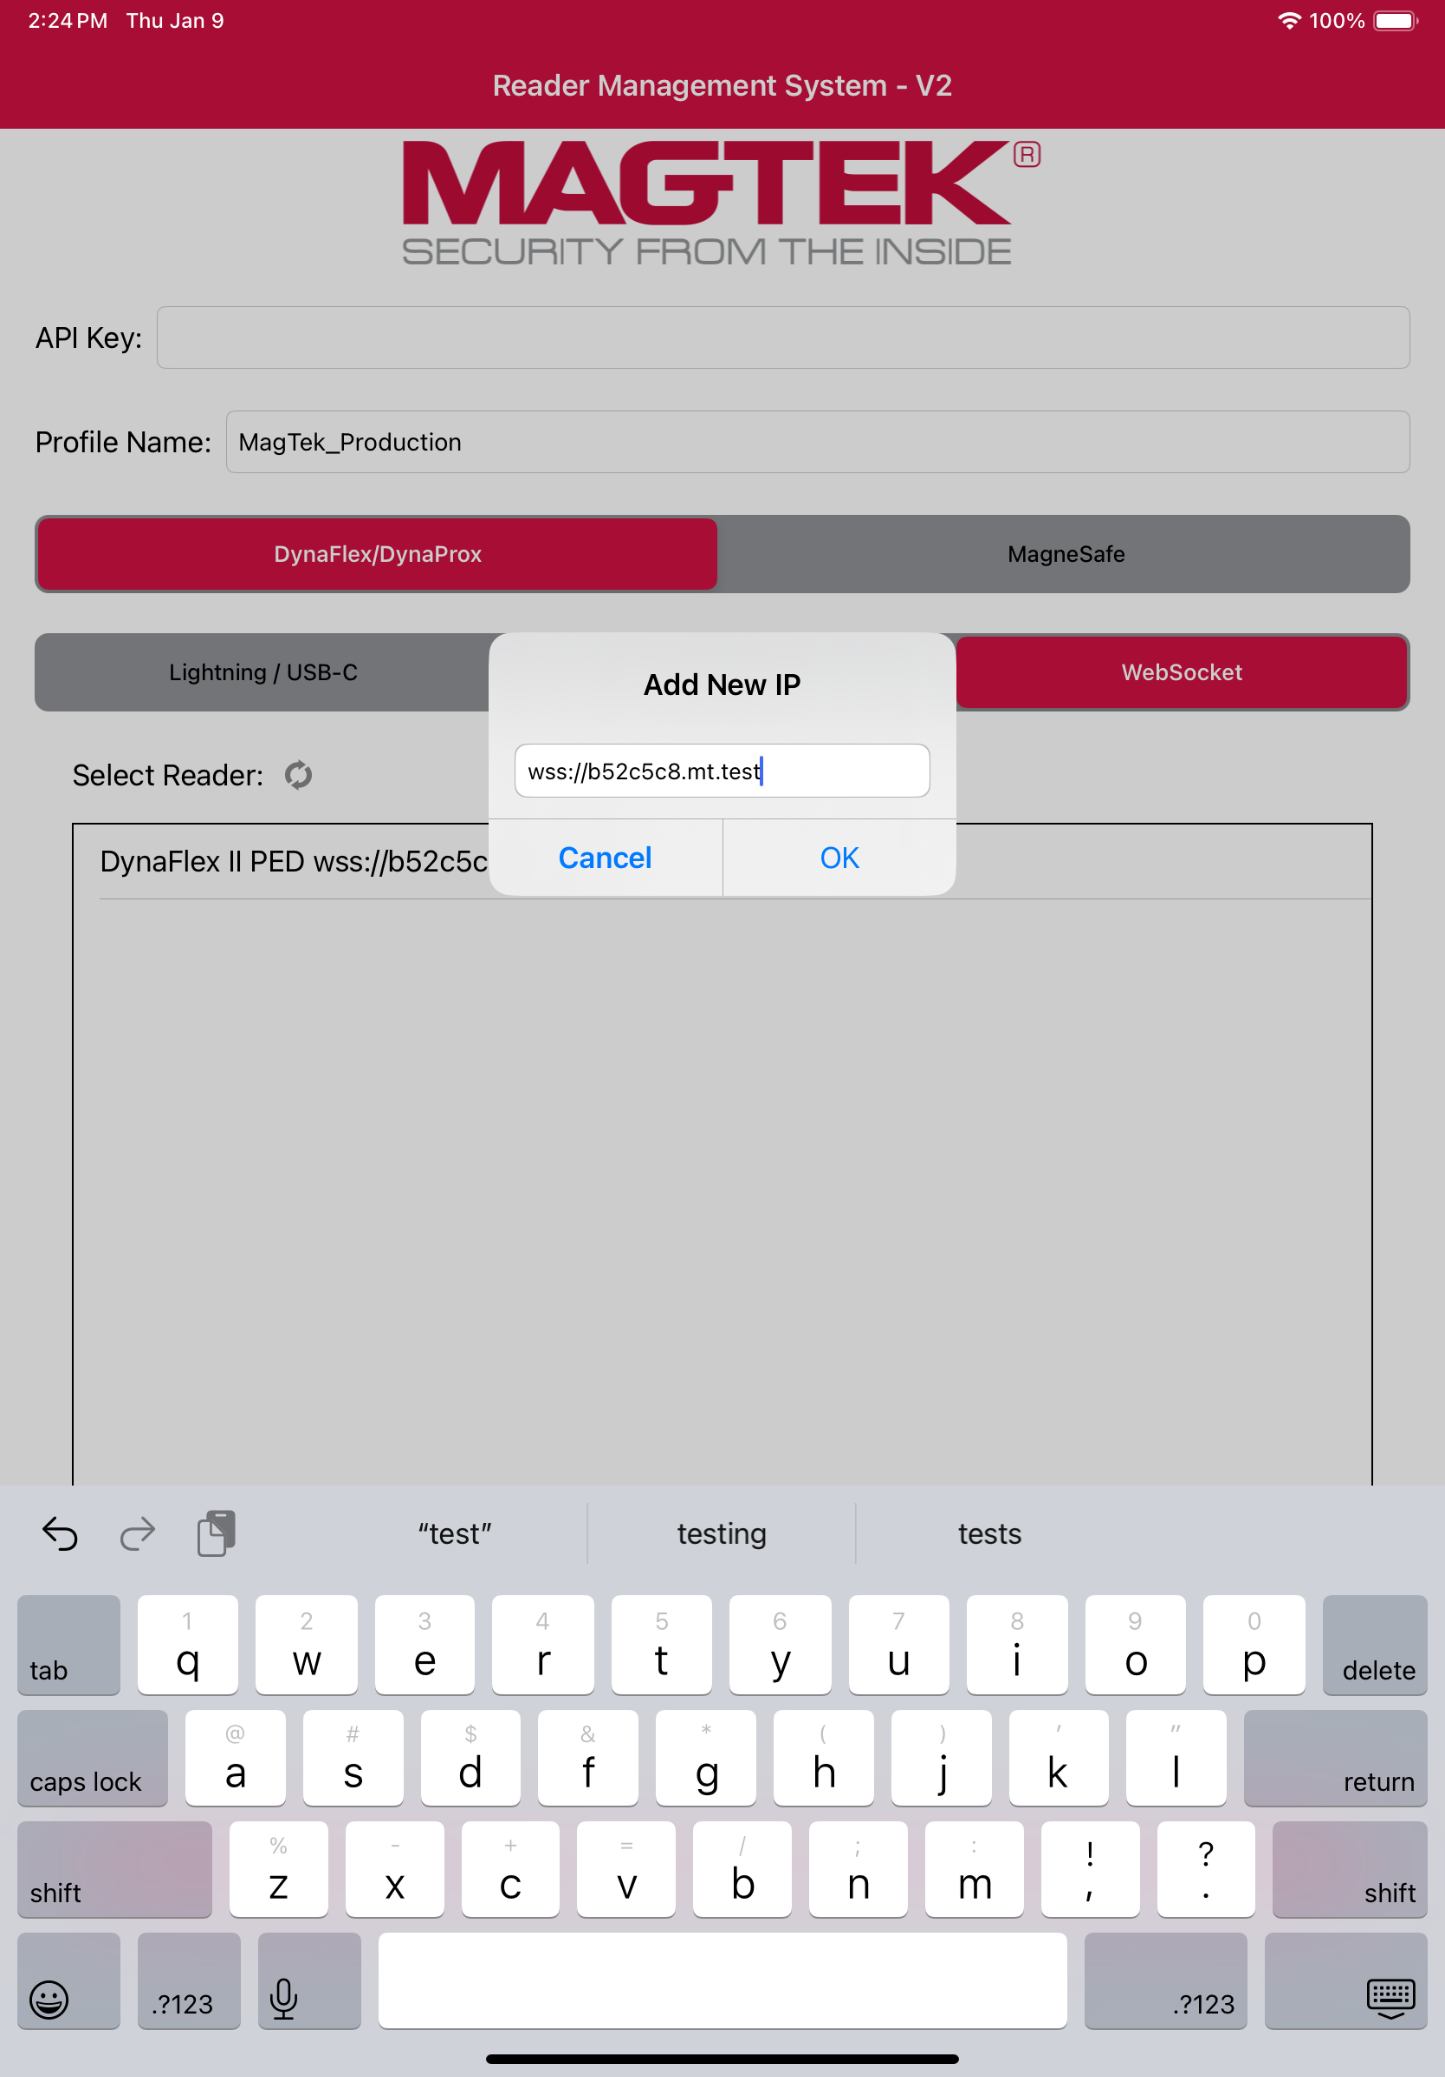 2:24 PM Thu Jan 9 100%
Reader Management System - V2
MAGTEK®
SECURITY FROM THE INSIDE
API Key:
Profile Name: MagTek_Production
DynaFlex/DynaProx MagneSafe
Lightning / USB-C WebSocket
Add New IP
wss://b52c5c8.mt.test
Cancel OK
Select Reader:
DynaFlex II PED wss://b52c5c
“test” testing tests
1 2 3 4 5 6 7 8 9 0
tab q w e r t y u i o p delete
@ # $ & * ( ) ' "
caps lock a s d f g h j k l return
% - + = / ; : ! ?
shift z x c v b n m , . shift
.?123 .?123